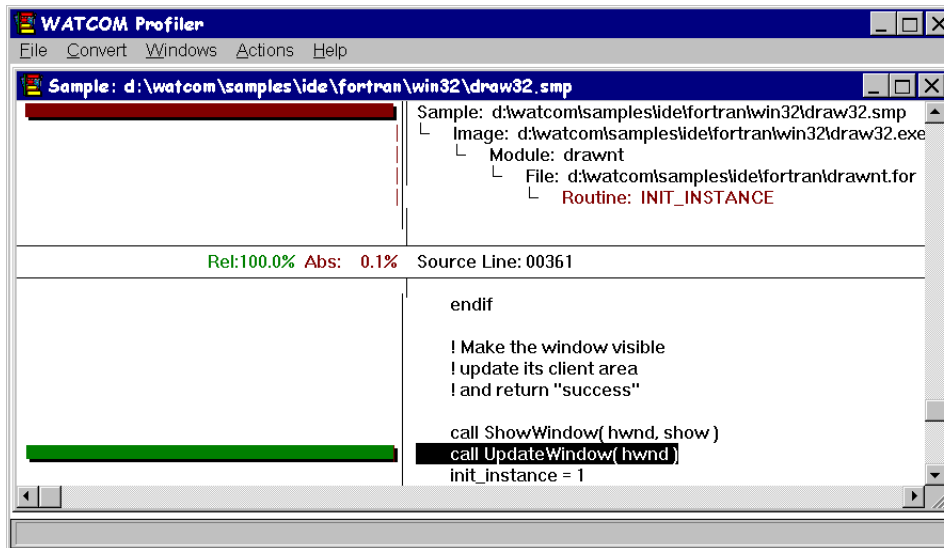 WATCOM Profiler
File Convert Windows Actions Help
Sample: d:\watcom\samples\ide\fortran\win32\draw32.smp
Sample: d:\watcom\samples\ide\fortran\win32\draw32.smp
Image: d:\watcom\samples\ide\fortran\win32\draw32.exe
Module: drawnt
File: d:\watcom\samples\ide\fortran\drawnt.for
Routine: INIT_INSTANCE
Rel:100.0% Abs: 0.1% Source Line: 00361
endif
! Make the window visible
! update its client area
! and return "success"
call ShowWindow( hwnd, show )
call UpdateWindow( hwnd )
init_instance = 1